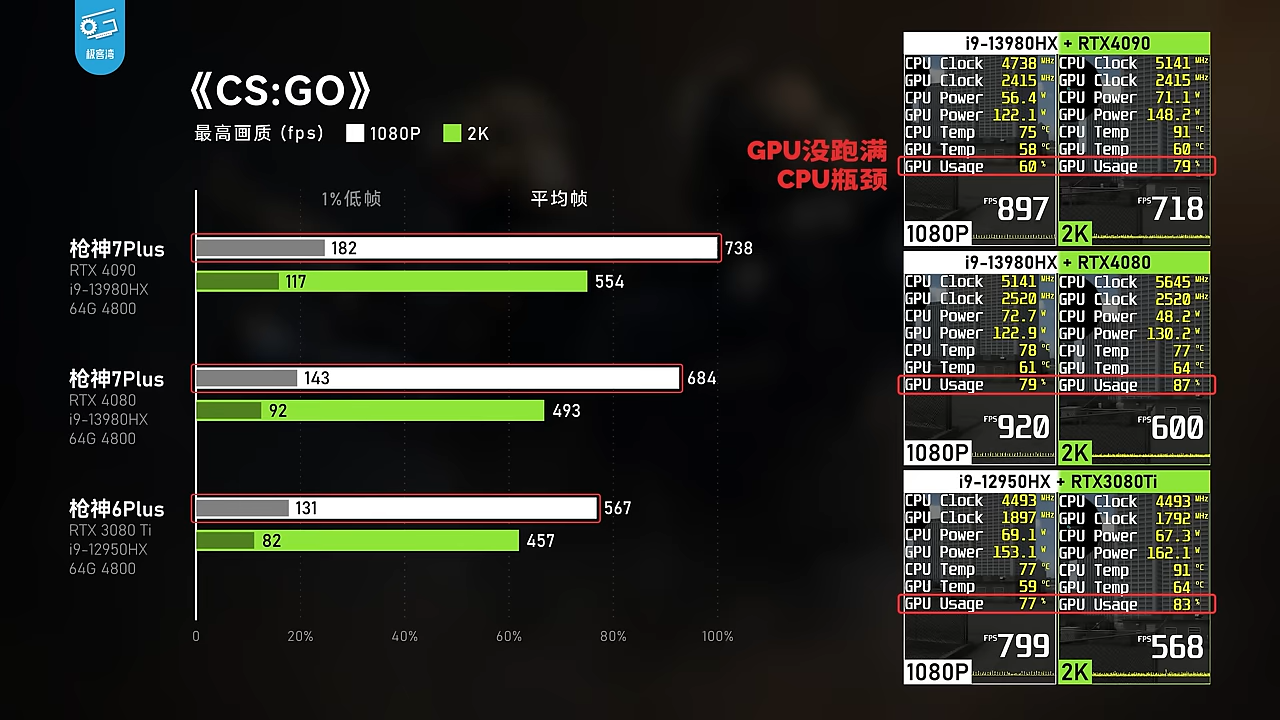 极客湾
《CS:GO》
最高画质 (fps) 1080P 2K
1%低帧 平均帧
枪神7Plus
RTX 4090
i9-13980HX
64G 4800
182 738
117 554
枪神7Plus
RTX 4080
i9-13980HX
64G 4800
143 684
92 493
枪神6Plus
RTX 3080 Ti
i9-12950HX
64G 4800
131 567
82 457
0 20% 40% 60% 80% 100%
GPU没跑满
CPU瓶颈
i9-13980HX + RTX4090
CPU Clock 4738 MHz CPU Clock 5141 MHz
GPU Clock 2415 MHz GPU Clock 2415 MHz
CPU Power 56.4 W CPU Power 71.1 W
GPU Power 122.1 W GPU Power 148.2 W
CPU Temp 75 °C CPU Temp 91 °C
GPU Temp 58 °C GPU Temp 60 °C
GPU Usage 60 % GPU Usage 79 %
FPS 897 FPS 718
1080P 2K
i9-13980HX + RTX4080
CPU Clock 5141 MHz CPU Clock 5645 MHz
GPU Clock 2520 MHz GPU Clock 2520 MHz
CPU Power 72.7 W CPU Power 48.2 W
GPU Power 122.9 W GPU Power 130.2 W
CPU Temp 78 °C CPU Temp 77 °C
GPU Temp 61 °C GPU Temp 64 °C
GPU Usage 79 % GPU Usage 87 %
FPS 920 FPS 600
1080P 2K
i9-12950HX + RTX3080Ti
CPU Clock 4493 MHz CPU Clock 4493 MHz
GPU Clock 1897 MHz GPU Clock 1792 MHz
CPU Power 69.1 W CPU Power 67.3 W
GPU Power 153.1 W GPU Power 162.1 W
CPU Temp 77 °C CPU Temp 91 °C
GPU Temp 59 °C GPU Temp 64 °C
GPU Usage 77 % GPU Usage 83 %
FPS 799 FPS 568
1080P 2K